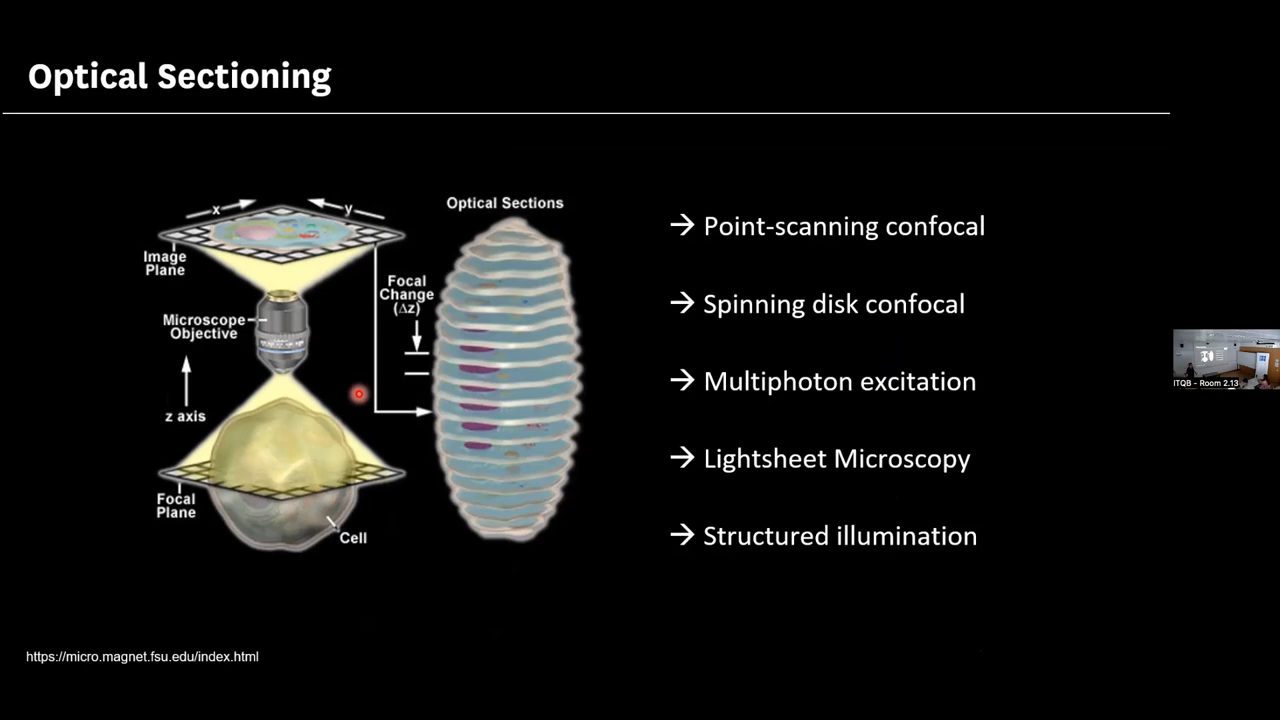 Optical Sectioning
x
y
Image
Plane
Microscope
Objective
z axis
Focal
Plane
Cell
Optical Sections
Focal
Change
(Δz)
→ Point-scanning confocal
→ Spinning disk confocal
→ Multiphoton excitation
→ Lightsheet Microscopy
→ Structured illumination
ITQB - Room 2.13
https://micro.magnet.fsu.edu/index.html